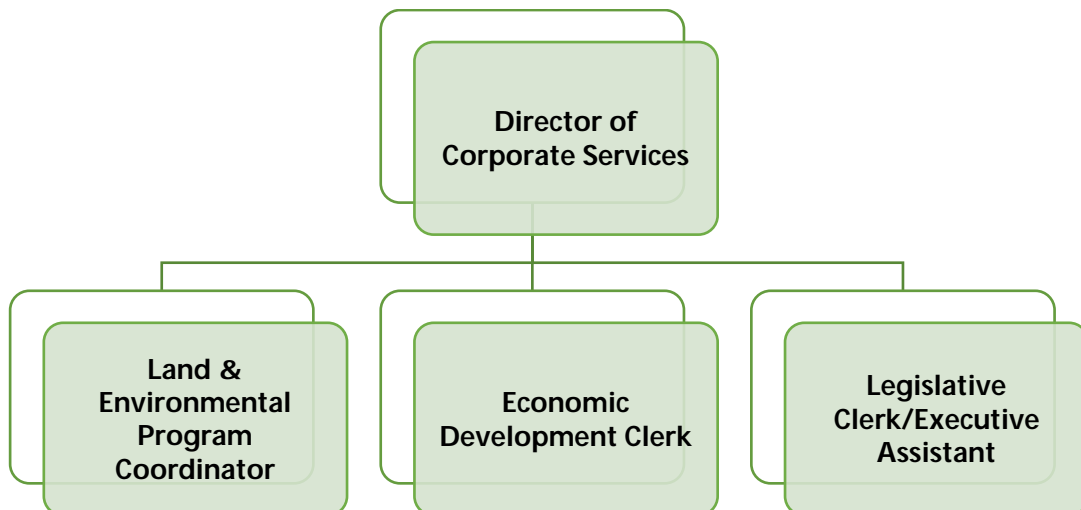 Director of
Corporate Services
Land &
Environmental
Program
Coordinator
Economic
Development Clerk
Legislative
Clerk/Executive
Assistant